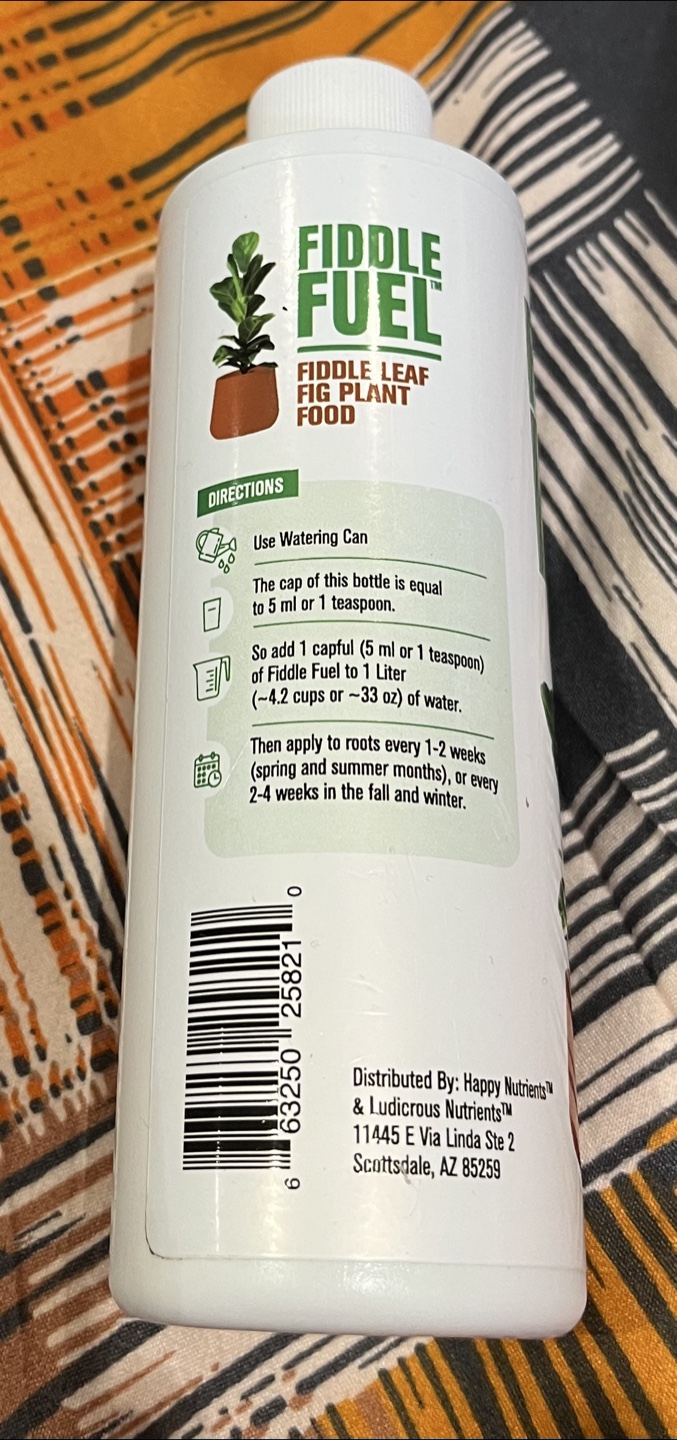 FIDDLE
FUEL™
FIDDLE LEAF
FIG PLANT
FOOD
DIRECTIONS
Use Watering Can
The cap of this bottle is equal
to 5 ml or 1 teaspoon.
So add 1 capful (5 ml or 1 teaspoon)
of Fiddle Fuel to 1 Liter
(~4.2 cups or ~33 oz) of water.
Then apply to roots every 1-2 weeks
(spring and summer months), or every
2-4 weeks in the fall and winter.
6 63250 25821 0
Distributed By: Happy Nutrients™
& Ludicrous Nutrients™
11445 E Via Linda Ste 2
Scottsdale, AZ 85259